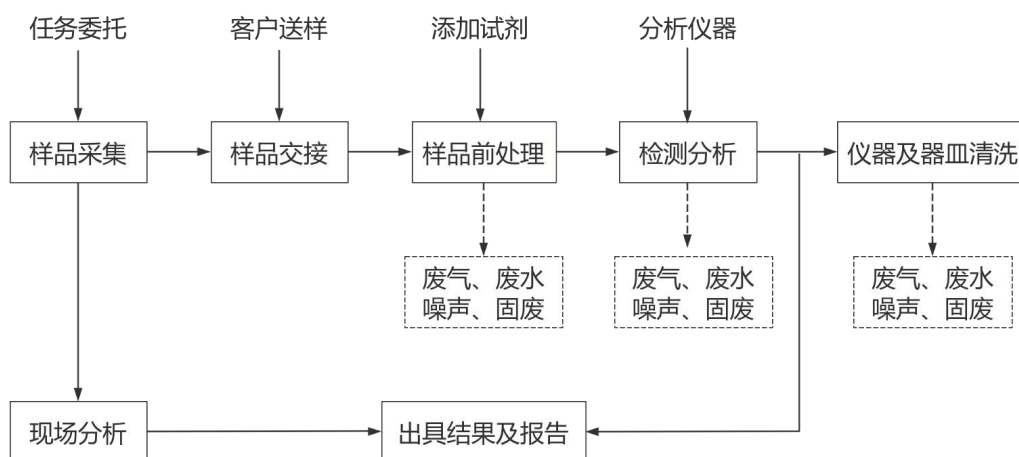 任务委托
客户送样
添加试剂
分析仪器
样品采集
样品交接
样品前处理
检测分析
仪器及器皿清洗
废气、废水
噪声、固废
废气、废水
噪声、固废
废气、废水
噪声、固废
现场分析
出具结果及报告